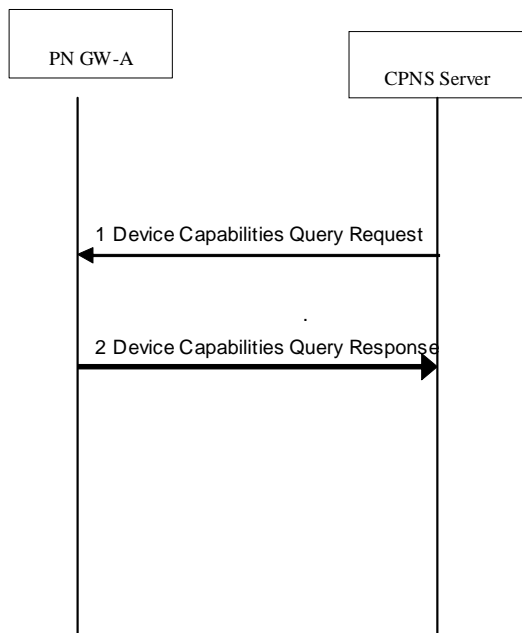 PN GW-A
CPNS Server
1 Device Capabilities Query Request
.
2 Device Capabilities Query Response